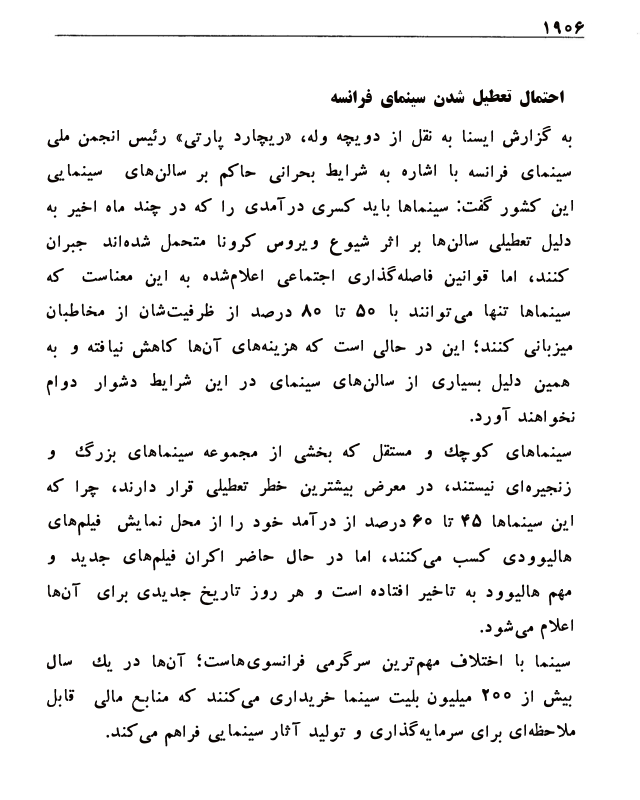 ۱۹۰۶
احتمال تعطیل شدن سینمای فرانسه
به گزارش ایسنا به نقل از دویچه وله، «ریچارد پارتی» رئیس انجمن ملی
سینمای فرانسه با اشاره به شرایط بحرانی حاکم بر سالن‌های سینمایی
این کشور گفت: سینماها باید کسری درآمدی را که در چند ماه اخیر به
دلیل تعطیلی سالن‌ها بر اثر شیوع ویروس کرونا متحمل شده‌اند جبران
کنند، اما قوانین فاصله‌گذاری اجتماعی اعلام‌شده به این معناست که
سینماها تنها می‌توانند با ۵۰ تا ۸۰ درصد از ظرفیت‌شان از مخاطبان
میزبانی کنند؛ این در حالی است که هزینه‌های آن‌ها کاهش نیافته و به
همین دلیل بسیاری از سالن‌های سینمای در این شرایط دشوار دوام
نخواهند آورد.
سینماهای کوچک و مستقل که بخشی از مجموعه سینماهای بزرگ و
زنجیره‌ای نیستند، در معرض بیشترین خطر تعطیلی قرار دارند، چرا که
این سینماها ۴۵ تا ۶۰ درصد از درآمد خود را از محل نمایش فیلم‌های
هالیوودی کسب می‌کنند، اما در حال حاضر اکران فیلم‌های جدید و
مهم هالیوود به تاخیر افتاده است و هر روز تاریخ جدیدی برای آن‌ها
اعلام می‌شود.
سینما با اختلاف مهم‌ترین سرگرمی فرانسوی‌هاست؛ آن‌ها در یک سال
بیش از ۲۰۰ میلیون بلیت سینما خریداری می‌کنند که منابع مالی قابل
ملاحظه‌ای برای سرمایه‌گذاری و تولید آثار سینمایی فراهم می‌کند.